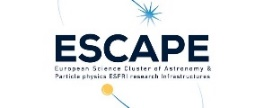 ESCAPE
European Science Cluster of Astronomy &
Particle physics ESFRI research Infrastructures